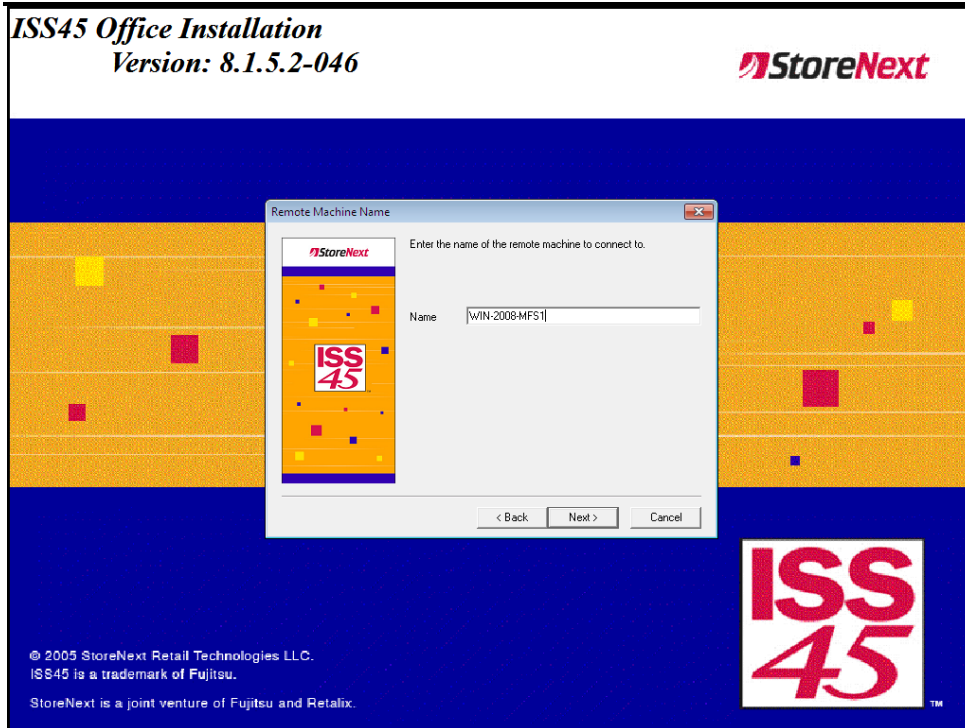 ISS45 Office Installation
Version: 8.1.5.2-046
StoreNext
Remote Machine Name
StoreNext
Enter the name of the remote machine to connect to.
Name WIN-2008-MFS1
ISS
45
< Back Next > Cancel
ISS
45
TM
© 2005 StoreNext Retail Technologies LLC.
ISS45 is a trademark of Fujitsu.
StoreNext is a joint venture of Fujitsu and Retalix.